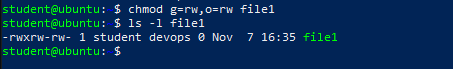 student@ubuntu: $ chmod g=rw,o=rw file1
student@ubuntu: $ ls -l file1
-rwxrw-rw- 1 student devops 0 Nov  7 16:35 file1
student@ubuntu: $